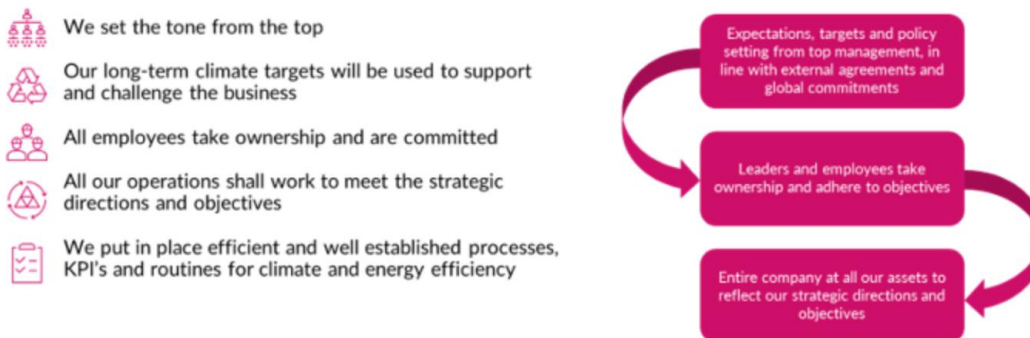 We set the tone from the top
Our long-term climate targets will be used to support
and challenge the business
All employees take ownership and are committed
All our operations shall work to meet the strategic
directions and objectives
We put in place efficient and well established processes,
KPI's and routines for climate and energy efficiency
Expectations, targets and policy
setting from top management, in
line with external agreements and
global commitments
Leaders and employees take
ownership and adhere to objectives
Entire company at all our assets to
reflect our strategic directions and
objectives